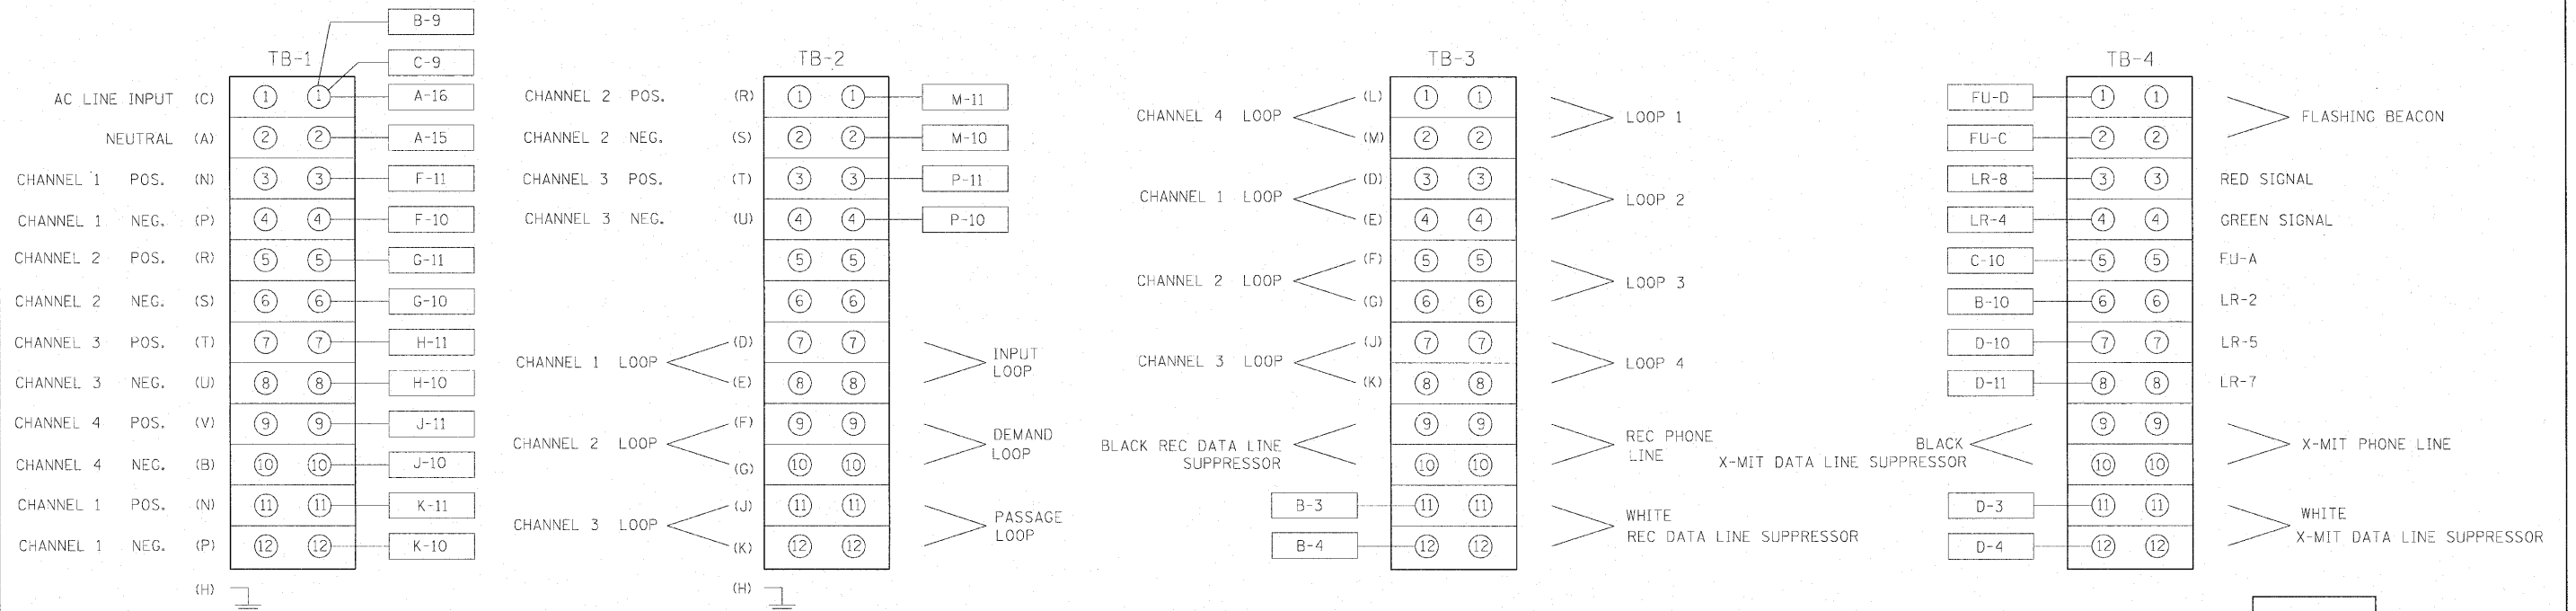 TB-1
B-9
C-9
AC LINE INPUT (C) 1 1 A-16
NEUTRAL (A) 2 2 A-15
CHANNEL 1 POS. (N) 3 3 F-11
CHANNEL 1 NEG. (P) 4 4 F-10
CHANNEL 2 POS. (R) 5 5 G-11
CHANNEL 2 NEG. (S) 6 6 G-10
CHANNEL 3 POS. (T) 7 7 H-11
CHANNEL 3 NEG. (U) 8 8 H-10
CHANNEL 4 POS. (V) 9 9 J-11
CHANNEL 4 NEG. (B) 10 10 J-10
CHANNEL 1 POS. (N) 11 11 K-11
CHANNEL 1 NEG. (P) 12 12 K-10
(H)
TB-2
CHANNEL 2 POS. (R) 1 1 M-11
CHANNEL 2 NEG. (S) 2 2 M-10
CHANNEL 3 POS. (T) 3 3 P-11
CHANNEL 3 NEG. (U) 4 4 P-10
5 5
6 6
CHANNEL 1 LOOP
(D) 7 7
(E) 8 8
INPUT
LOOP
CHANNEL 2 LOOP
(F) 9 9
(G) 10 10
DEMAND
LOOP
CHANNEL 3 LOOP
(J) 11 11
(K) 12 12
PASSAGE
LOOP
(H)
TB-3
CHANNEL 4 LOOP
(L) 1 1
(M) 2 2
LOOP 1
CHANNEL 1 LOOP
(D) 3 3
(E) 4 4
LOOP 2
CHANNEL 2 LOOP
(F) 5 5
(G) 6 6
LOOP 3
CHANNEL 3 LOOP
(J) 7 7
(K) 8 8
LOOP 4
BLACK REC DATA LINE
SUPPRESSOR
9 9
10 10
REC PHONE
LINE
B-3 11 11
B-4 12 12
WHITE
REC DATA LINE SUPPRESSOR
TB-4
FU-D 1 1
FU-C 2 2
FLASHING BEACON
LR-8 3 3 RED SIGNAL
LR-4 4 4 GREEN SIGNAL
C-10 5 5 FU-A
B-10 6 6 LR-2
D-10 7 7 LR-5
D-11 8 8 LR-7
BLACK
X-MIT DATA LINE SUPPRESSOR
9 9
10 10
X-MIT PHONE LINE
D-3 11 11
D-4 12 12
WHITE
X-MIT DATA LINE SUPPRESSOR